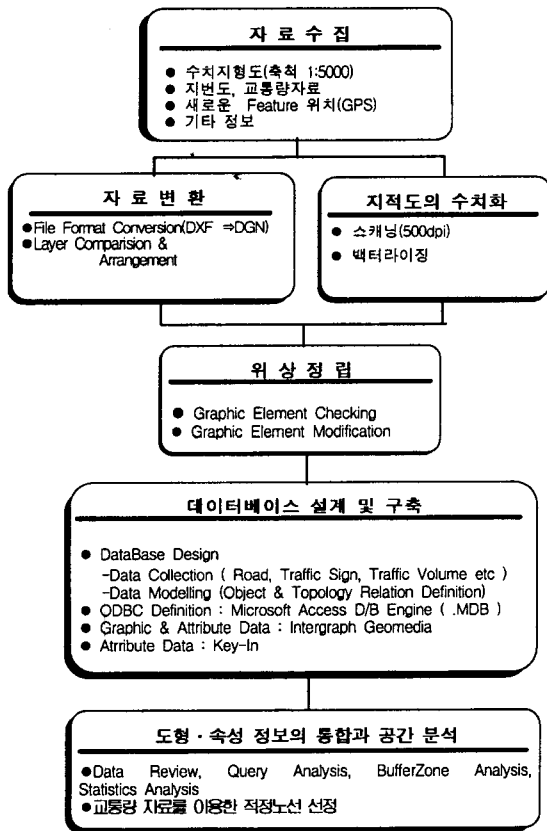 자 료 수 집
● 수치지형도(축척 1:5000)
● 지번도, 교통량자료
● 새로운 Feature 위치(GPS)
● 기타 정보
자 료 변 환
●File Format Conversion(DXF ⇒DGN)
●Layer Comparision &
Arrangement
지적도의 수치화
● 스캐닝(500dpi)
● 백터라이징
위 상 정 립
● Graphic Element Checking
● Graphic Element Modification
데이터베이스 설계 및 구축
● DataBase Design
-Data Collection ( Road, Traffic Sign, Traffic Volume etc )
-Data Modelling (Object & Topology Relation Definition)
● ODBC Definition : Microsoft Access D/B Engine ( .MDB )
● Graphic & Attribute Data : Intergraph Geomedia
● Atrribute Data : Key-In
도형 · 속성 정보의 통합과 공간 분석
●Data Review, Query Analysis, BufferZone Analysis,
Statistics Analysis
●교통량 자료를 이용한 적정노선 선정